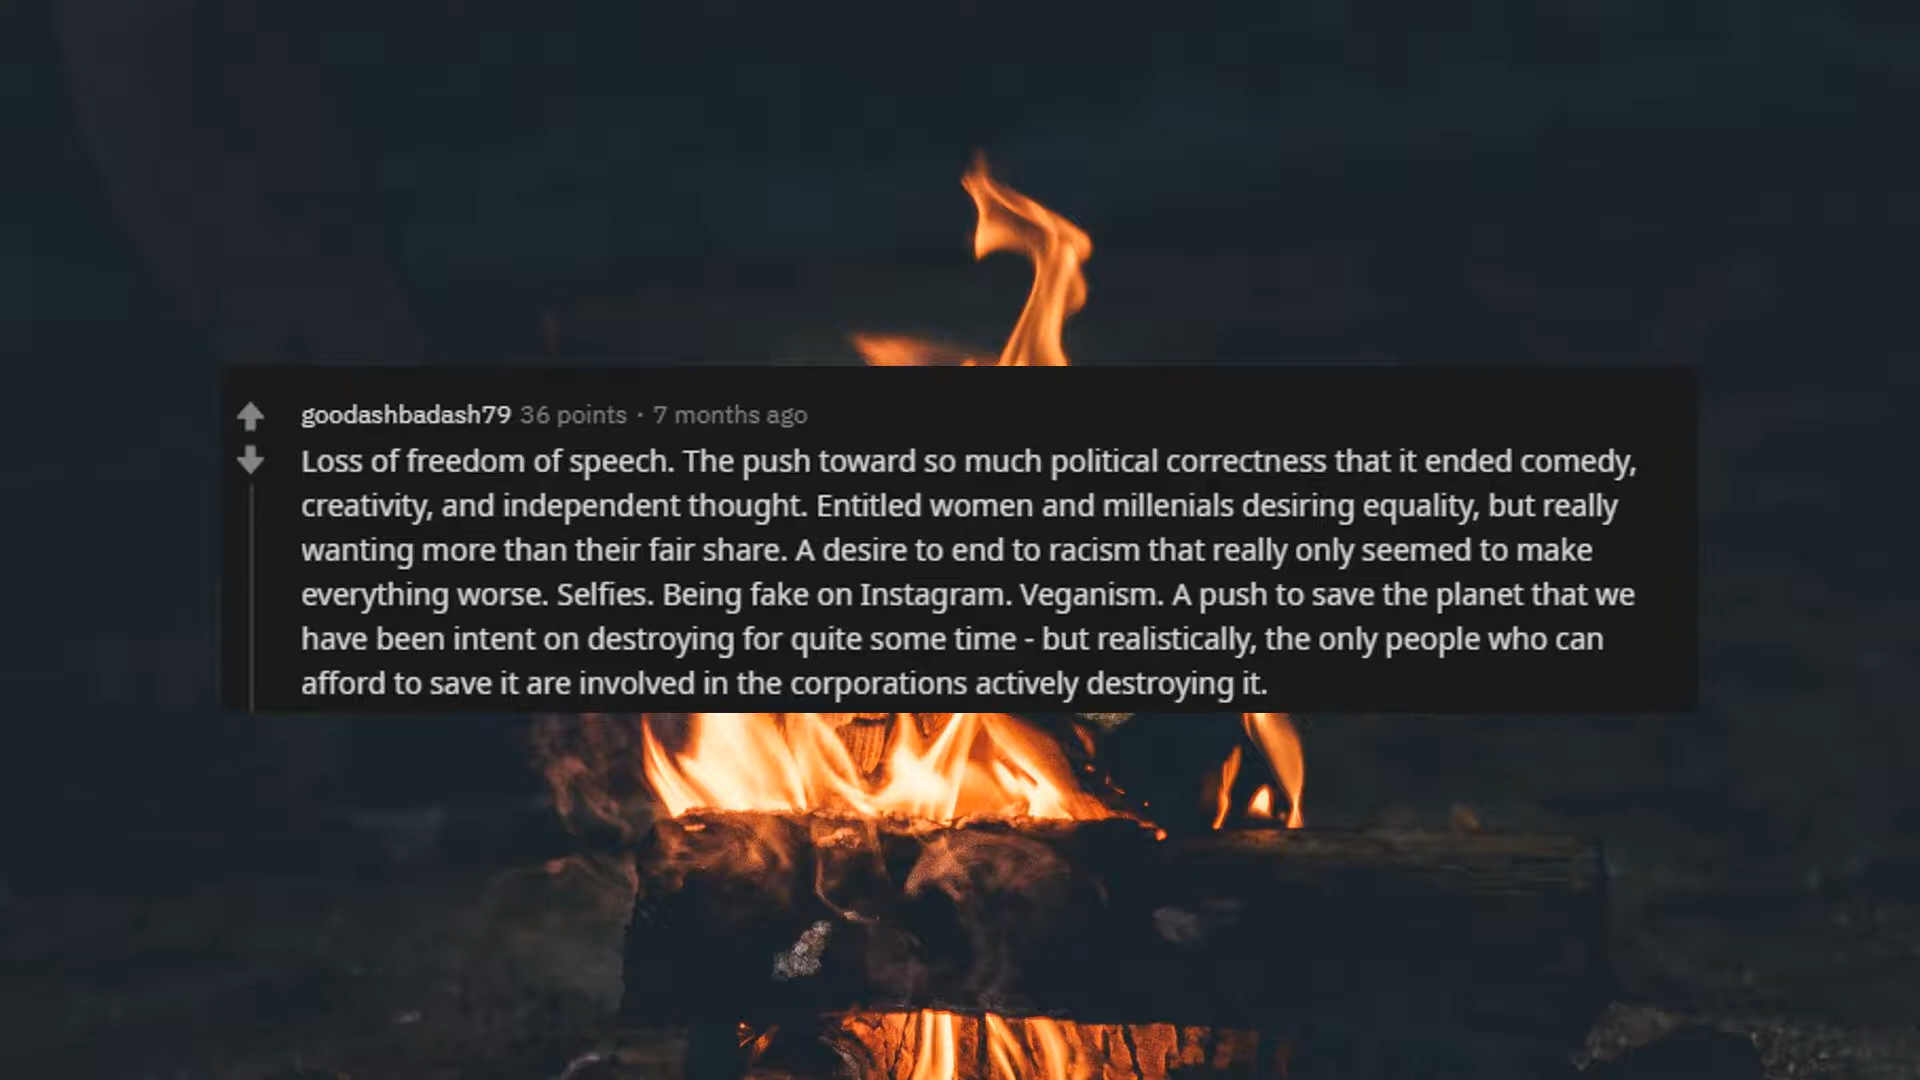 goodashbadash79 36 points · 7 months ago
Loss of freedom of speech. The push toward so much political correctness that it ended comedy,
creativity, and independent thought. Entitled women and millenials desiring equality, but really
wanting more than their fair share. A desire to end to racism that really only seemed to make
everything worse. Selfies. Being fake on Instagram. Veganism. A push to save the planet that we
have been intent on destroying for quite some time - but realistically, the only people who can
afford to save it are involved in the corporations actively destroying it.